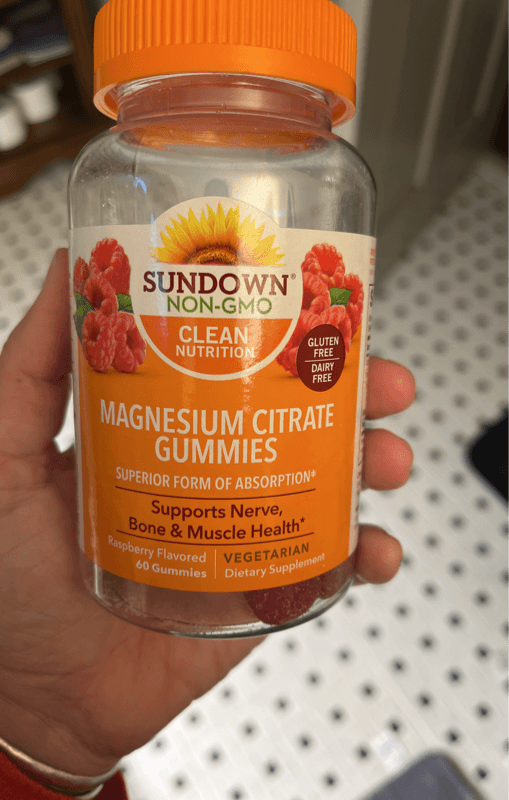 SUNDOWN®
NON-GMO
CLEAN
NUTRITION
GLUTEN
FREE
DAIRY
FREE
MAGNESIUM CITRATE
GUMMIES
SUPERIOR FORM OF ABSORPTION‡
Supports Nerve,
Bone & Muscle Health*
Raspberry Flavored
60 Gummies
VEGETARIAN
Dietary Supplement